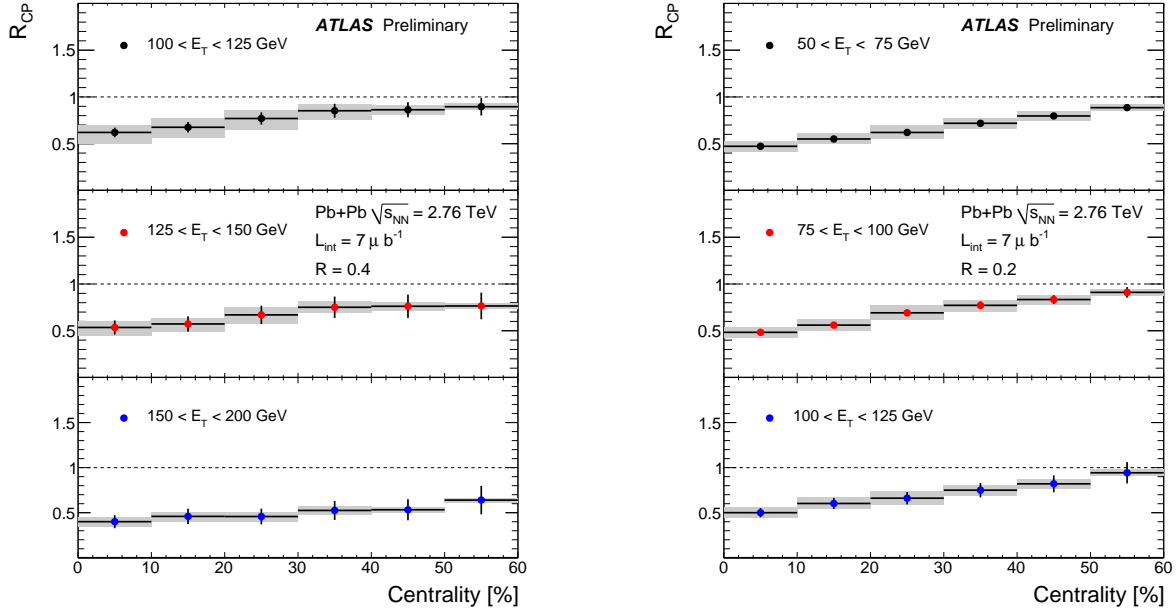 R_CP
ATLAS Preliminary
100 < E_T < 125 GeV
1.5
1
0.5
125 < E_T < 150 GeV
Pb+Pb √s_NN = 2.76 TeV
L_int = 7 μ b⁻¹
R = 0.4
1.5
1
0.5
150 < E_T < 200 GeV
1.5
1
0.5
0 10 20 30 40 50 60
Centrality [%]
R_CP
ATLAS Preliminary
50 < E_T < 75 GeV
1.5
1
0.5
75 < E_T < 100 GeV
Pb+Pb √s_NN = 2.76 TeV
L_int = 7 μ b⁻¹
R = 0.2
1.5
1
0.5
100 < E_T < 125 GeV
1.5
1
0.5
0 10 20 30 40 50 60
Centrality [%]